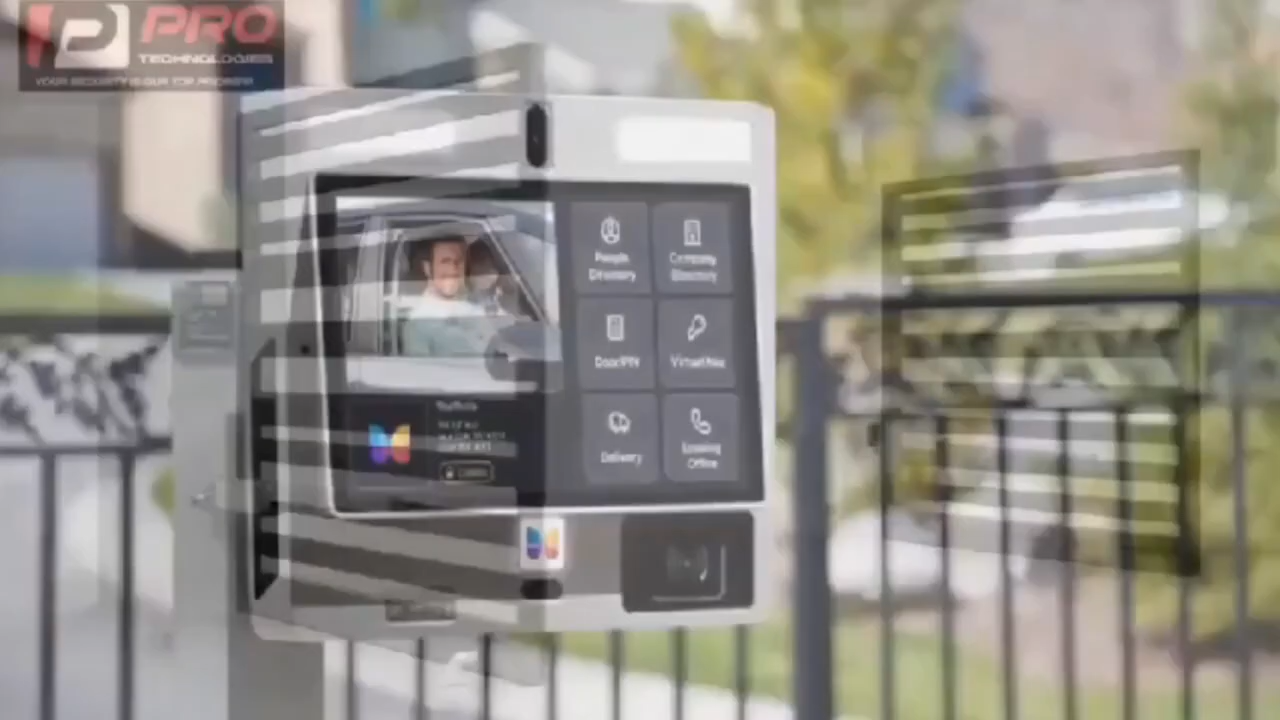 PRO
TECHNOLOGIES
YOUR SECURITY IS OUR TOP PRIORITY
People
Directory
Company
Directory
Door PIN
Virtual Key
Delivery
Leasing
Office